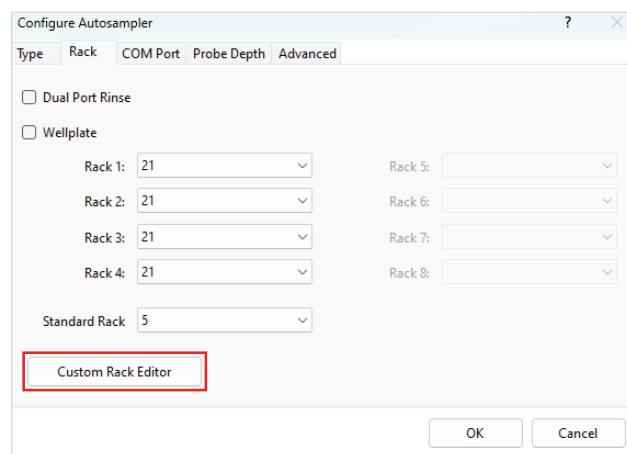 Configure Autosampler ?
Type Rack COM Port Probe Depth Advanced
Dual Port Rinse
Wellplate
Rack 1: 21 Rack 5:
Rack 2: 21 Rack 6:
Rack 3: 21 Rack 7:
Rack 4: 21 Rack 8:
Standard Rack 5
Custom Rack Editor
OK Cancel